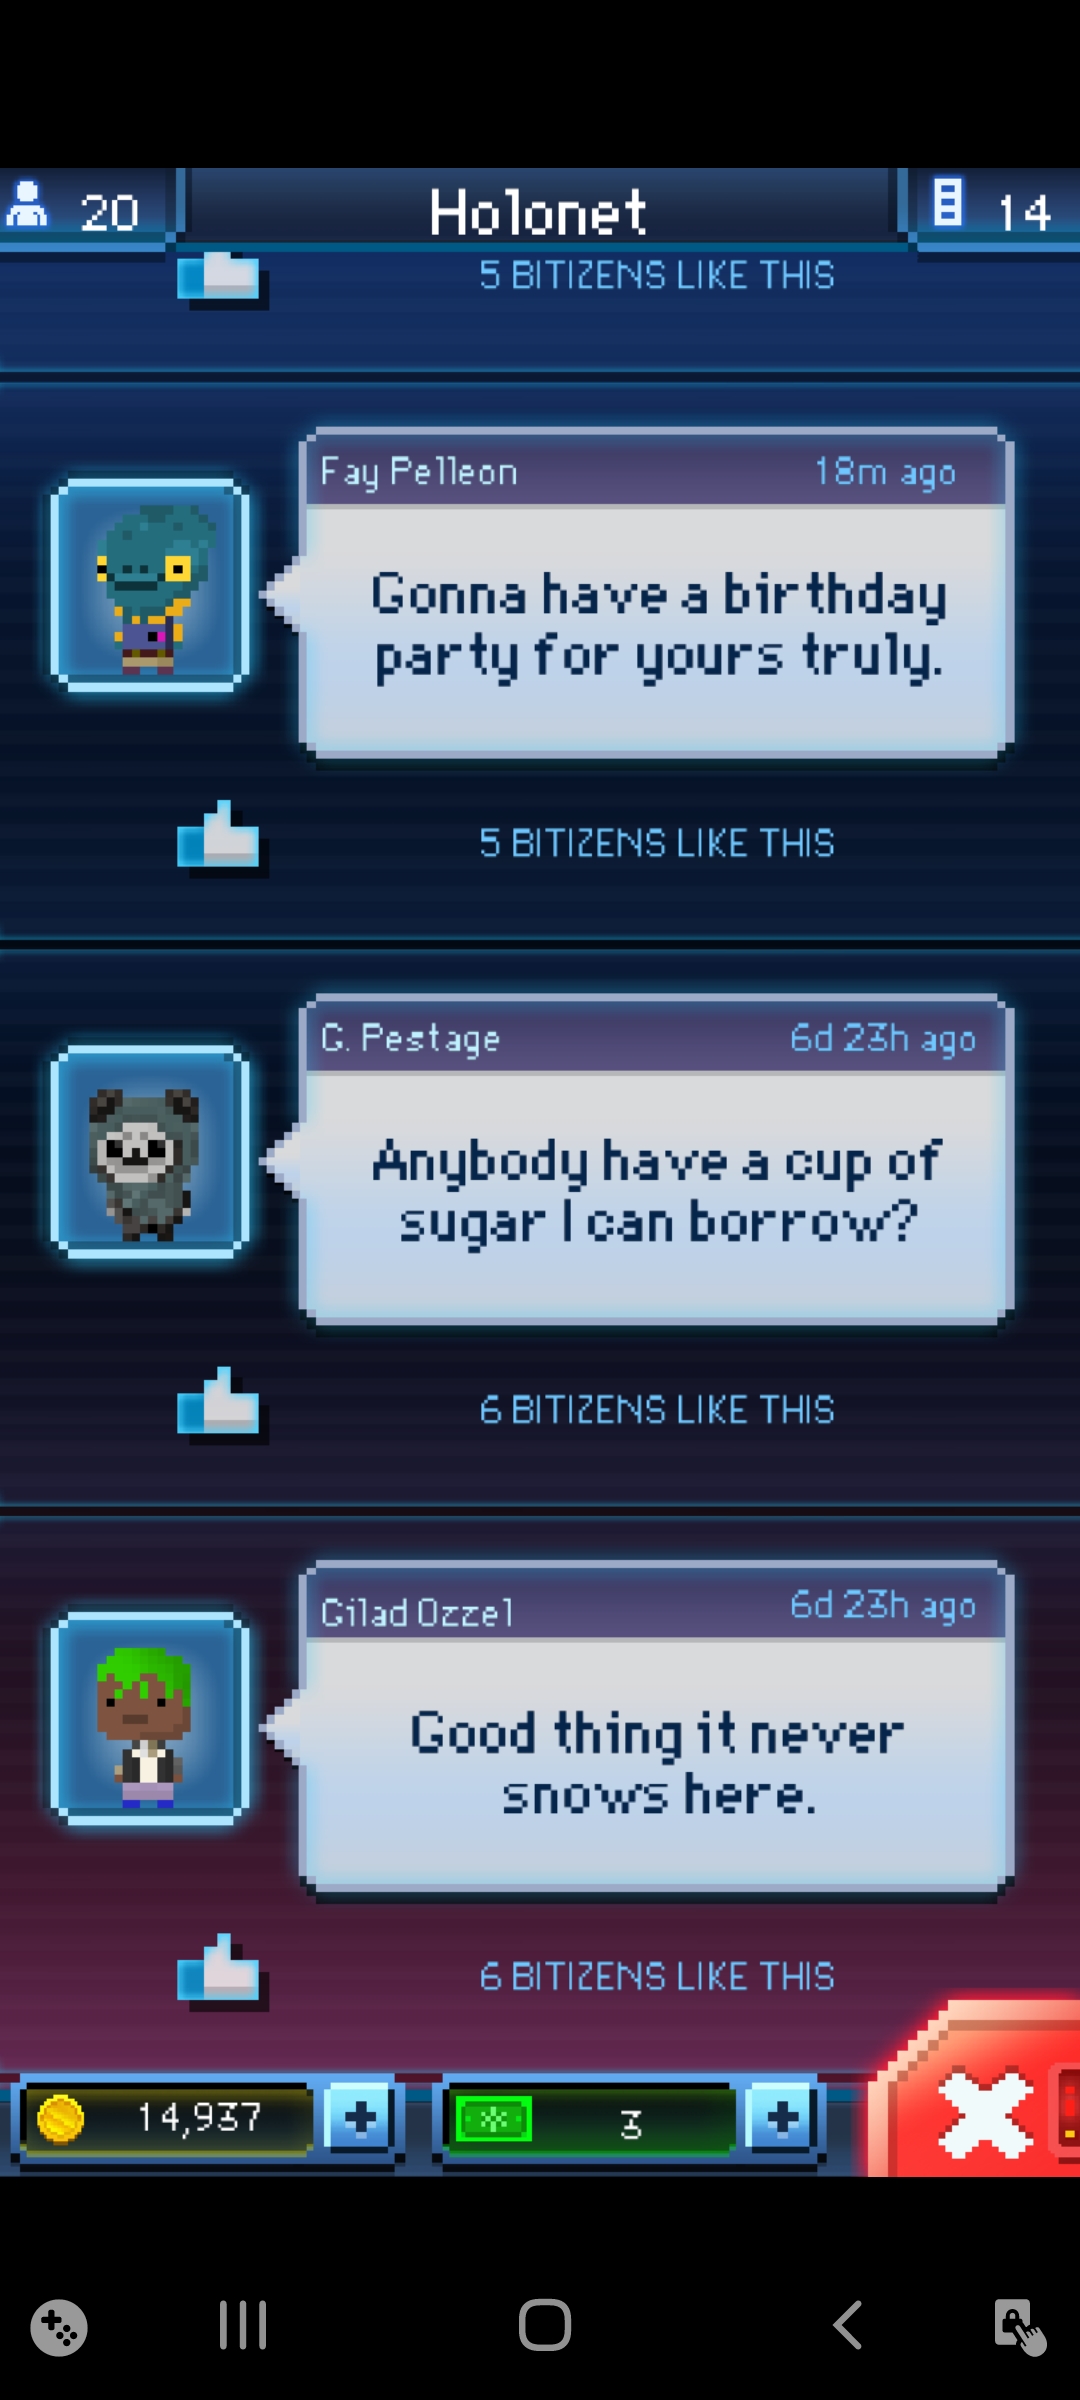 20
Holonet
14
5 BITIZENS LIKE THIS
Fay Pelleon
18m ago
Gonna have a birthday
party for yours truly.
5 BITIZENS LIKE THIS
G. Pestage
6d 23h ago
Anybody have a cup of
sugar I can borrow?
6 BITIZENS LIKE THIS
Gilad Ozzel
6d 23h ago
Good thing it never
snows here.
6 BITIZENS LIKE THIS
14,937
3